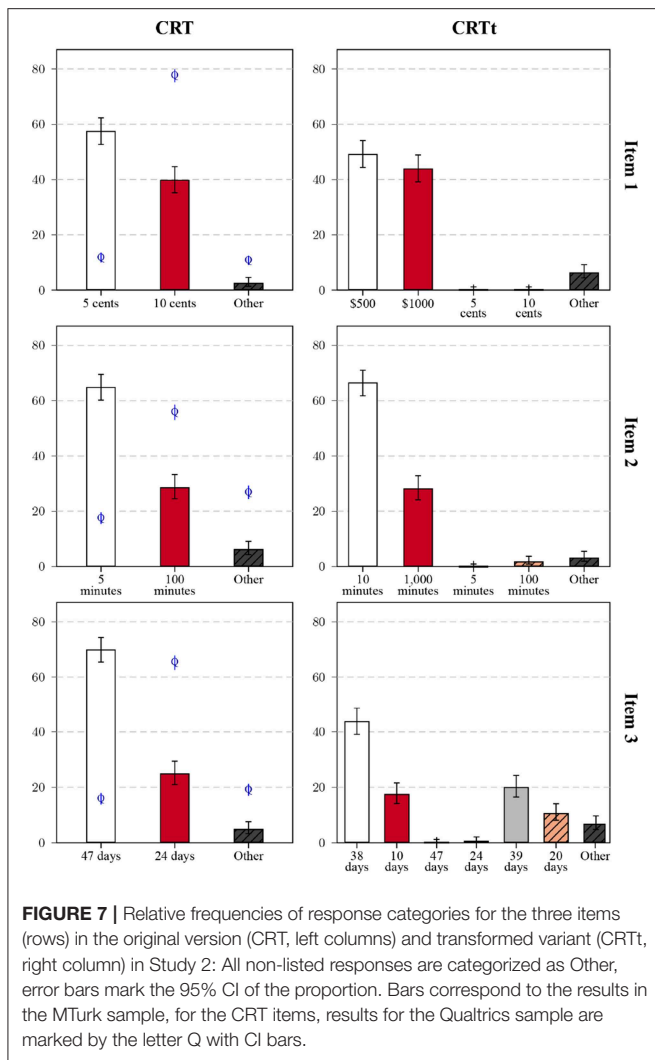 CRT CRTt
80
60
40
20
0
5 cents 10 cents Other
$500 $1000 5 cents 10 cents Other
Item 1
80
60
40
20
0
5 minutes 100 minutes Other
10 minutes 1,000 minutes 5 minutes 100 minutes Other
Item 2
80
60
40
20
0
47 days 24 days Other
38 days 10 days 47 days 24 days 39 days 20 days Other
Item 3
FIGURE 7 | Relative frequencies of response categories for the three items
(rows) in the original version (CRT, left columns) and transformed variant (CRTt,
right column) in Study 2: All non-listed responses are categorized as Other,
error bars mark the 95% CI of the proportion. Bars correspond to the results in
the MTurk sample, for the CRT items, results for the Qualtrics sample are
marked by the letter Q with CI bars.